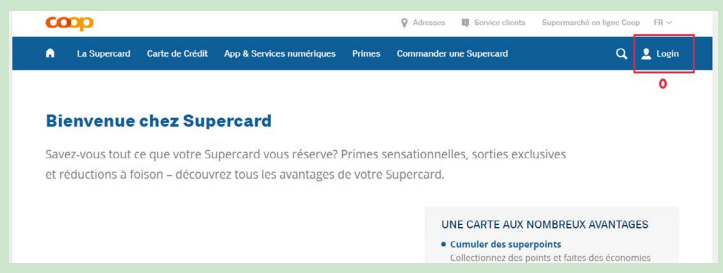 coop
Adresses Service clients Supermarché en ligne Coop FR
La Supercard Carte de Crédit App & Services numériques Primes Commander une Supercard Login
0
Bienvenue chez Supercard
Savez-vous tout ce que votre Supercard vous réserve? Primes sensationnelles, sorties exclusives
et réductions à foison – découvrez tous les avantages de votre Supercard.
UNE CARTE AUX NOMBREUX AVANTAGES
• Cumuler des superpoints
Collectionnez des points et faites des économies